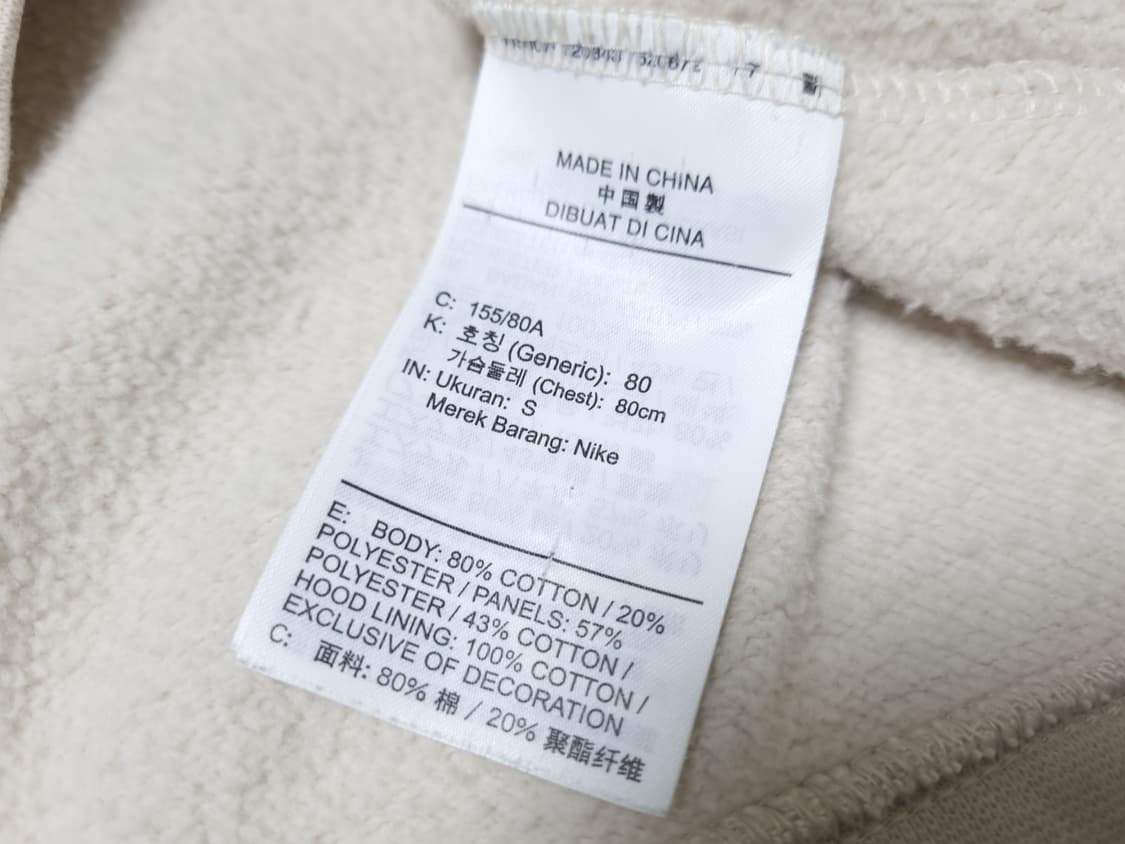 MADE IN CHINA
中国製
DIBUAT DI CINA
C: 155/80A
K: 호칭 (Generic): 80
가슴둘레 (Chest): 80cm
IN: Ukuran: S
Merek Barang: Nike
E: BODY: 80% COTTON / 20%
POLYESTER / PANELS: 57%
POLYESTER / 43% COTTON /
HOOD LINING: 100% COTTON /
EXCLUSIVE OF DECORATION
C: 面料: 80% 棉 / 20% 聚酯纤维